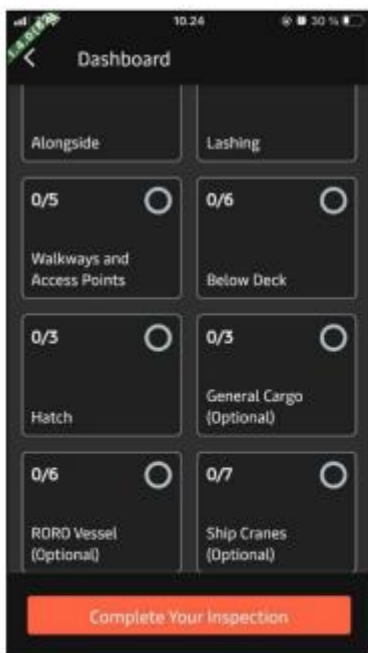 10.24
30 %
Dashboard
Alongside
Lashing
0/5
0/6
Walkways and
Access Points
Below Deck
0/3
0/3
Hatch
General Cargo
(Optional)
0/6
0/7
RORO Vessel
(Optional)
Ship Cranes
(Optional)
Complete Your Inspection